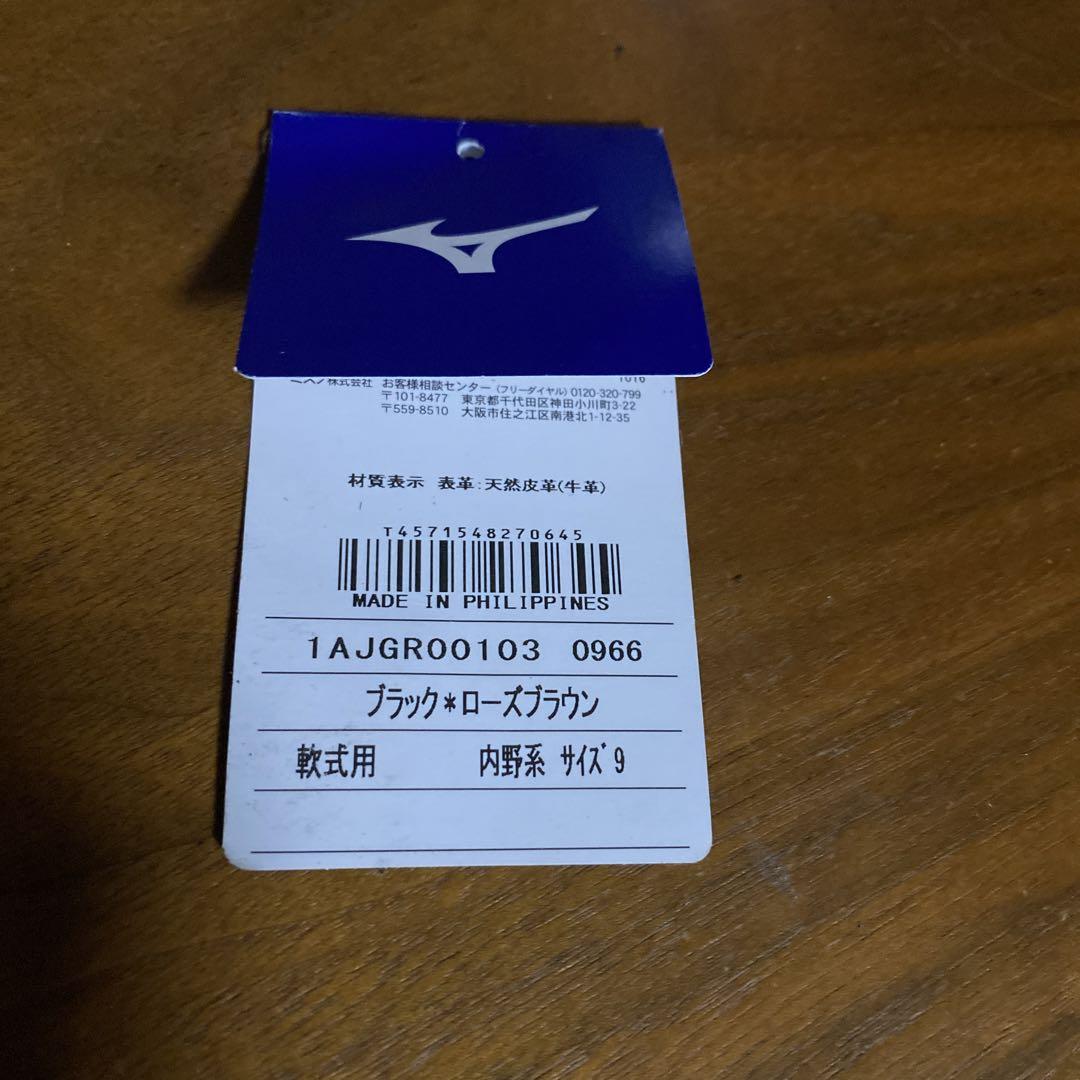 ミズノ株式会社 お客様相談センター (フリーダイヤル) 0120-320-799
〒101-8477 東京都千代田区神田小川町3-22
〒559-8510 大阪市住之江区南港北1-12-35
材質表示 表革:天然皮革(牛革)
T4571548270645
MADE IN PHILIPPINES
1AJGR00103 0966
ブラック*ローズブラウン
軟式用 内野系 サイズ9